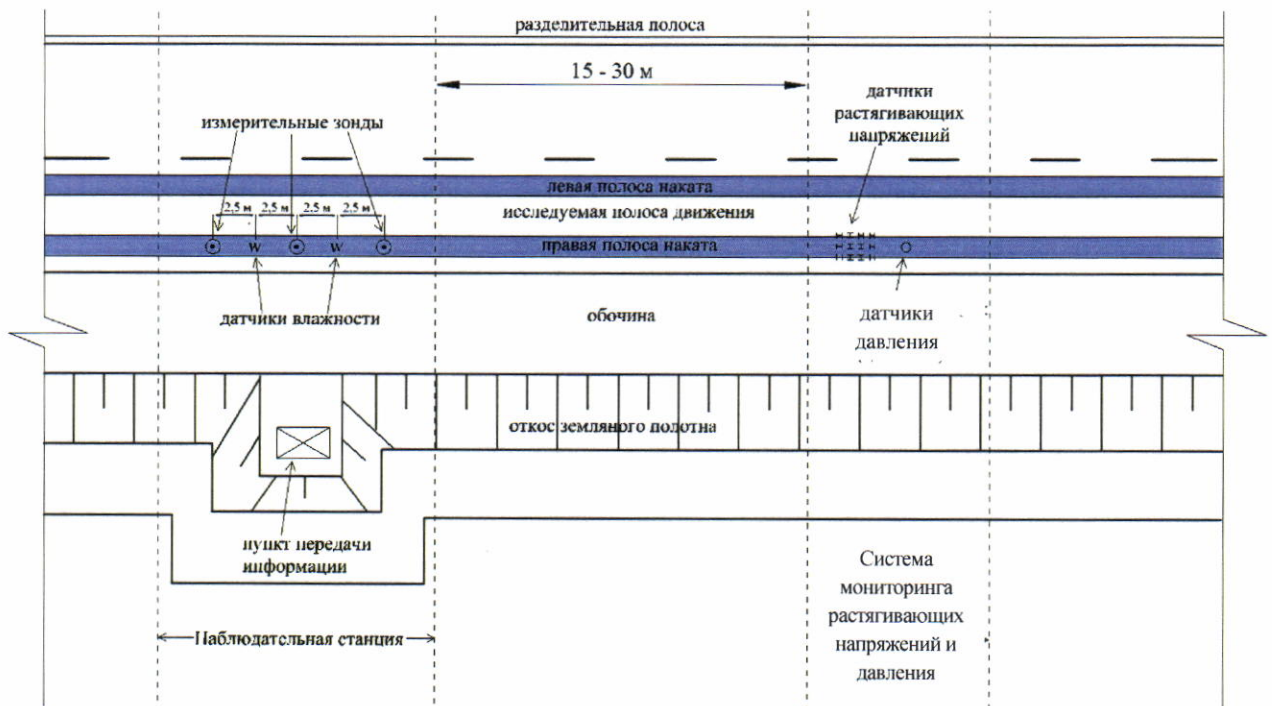 разделительная полоса
15 - 30 м
датчики
растягивающих
напряжений
измерительные зонды
левая полоса наката
2,5 м 2,5 м 2,5 м 2,5 м
исследуемая полоса движения
W W
правая полоса наката
датчики влажности
обочина
датчики
давления
откос земляного полотна
пункт передачи
информации
Наблюдательная станция
Система
мониторинга
растягивающих
напряжений и
давления